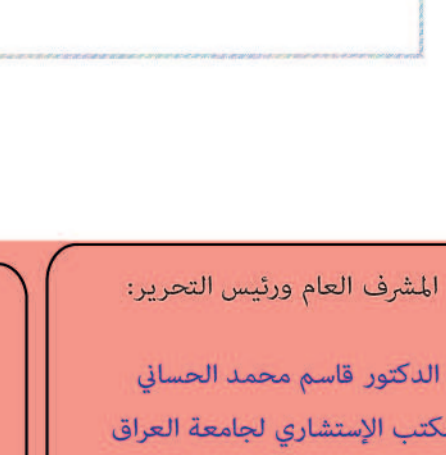 المشرف العام ورئيس التحرير:
الدكتور قاسم محمد الحساني
الإستشاري لجامعة العراق